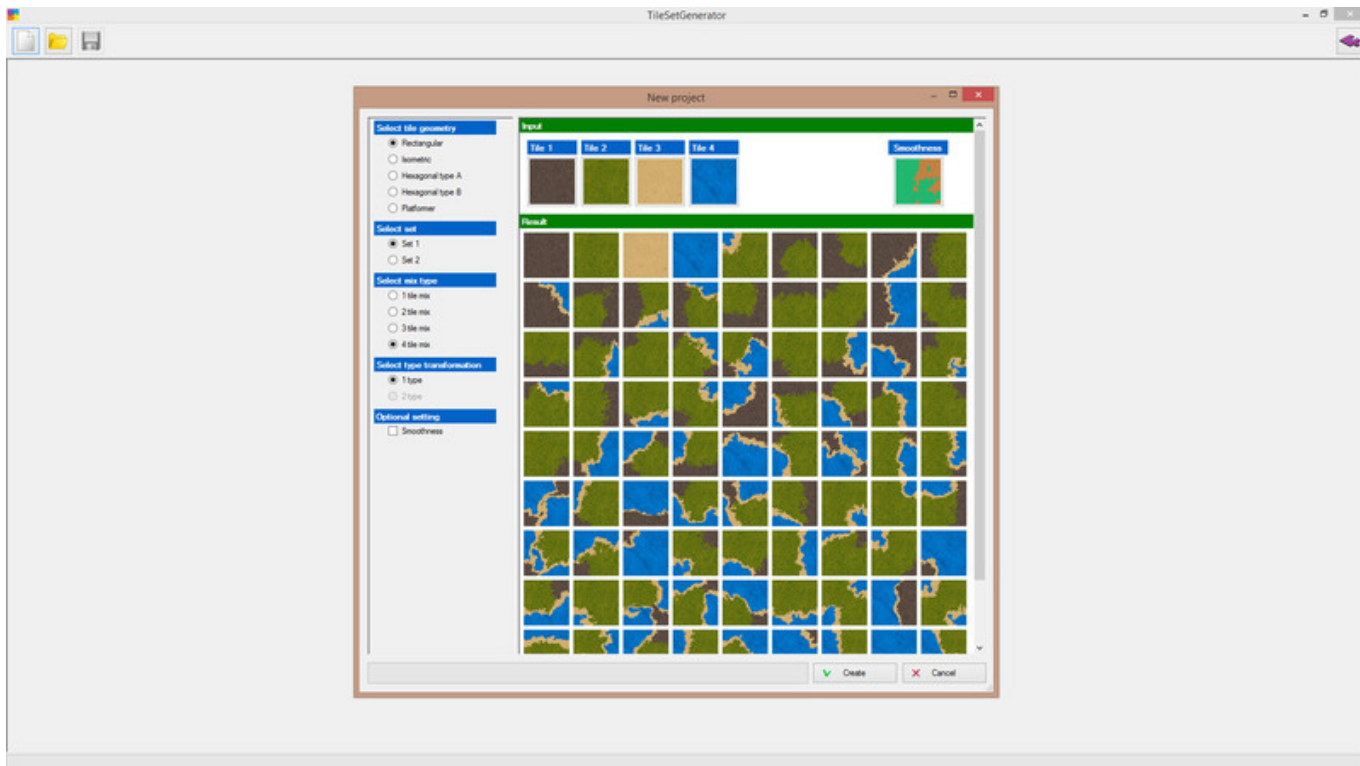 TileSetGenerator
New project
Select tile geometry
Rectangular
Isometric
Hexagonal type A
Hexagonal type B
Platformer
Select set
Set 1
Set 2
Select mix type
1 tile mix
2 tile mix
3 tile mix
4 tile mix
Select type transformation
1 type
2 type
Optional setting
Smoothness
Input
Tile 1 Tile 2 Tile 3 Tile 4 Smoothness
Result
Create Cancel